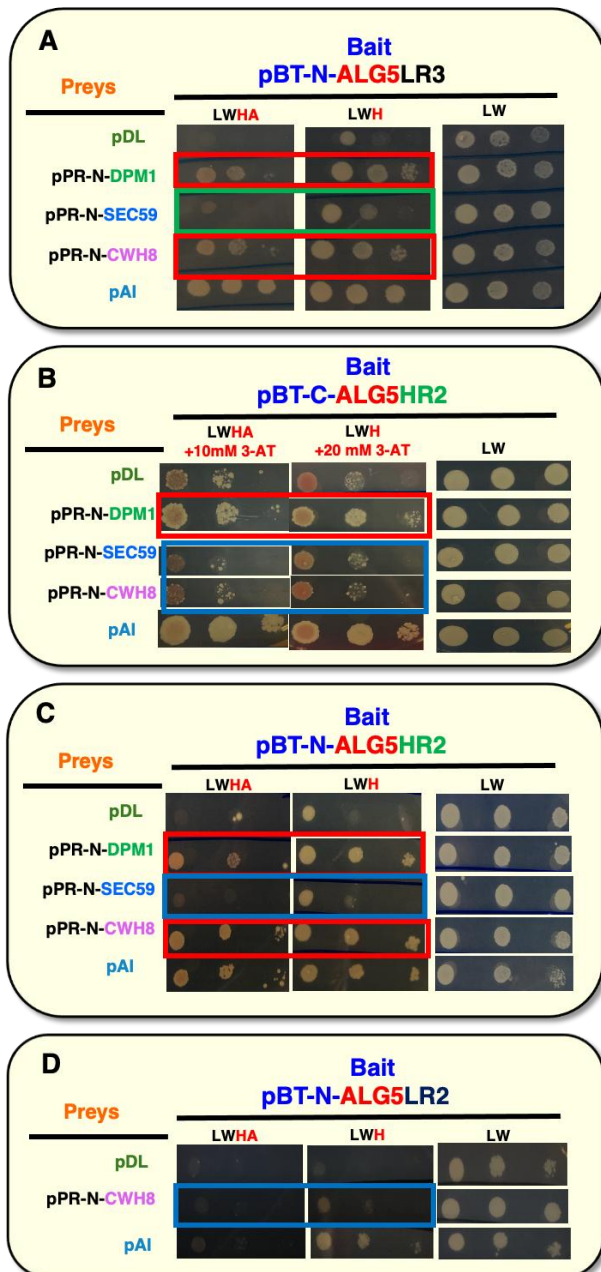 A
Bait
pBT-N-ALG5LR3
Preys
LWHA LWH LW
pDL
pPR-N-DPM1
pPR-N-SEC59
pPR-N-CWH8
pAI
B
Bait
pBT-C-ALG5HR2
Preys
LWHA LWH LW
+10mM 3-AT +20 mM 3-AT
pDL
pPR-N-DPM1
pPR-N-SEC59
pPR-N-CWH8
pAI
C
Bait
pBT-N-ALG5HR2
Preys
LWHA LWH LW
pDL
pPR-N-DPM1
pPR-N-SEC59
pPR-N-CWH8
pAI
D
Bait
pBT-N-ALG5LR2
Preys
LWHA LWH LW
pDL
pPR-N-CWH8
pAI